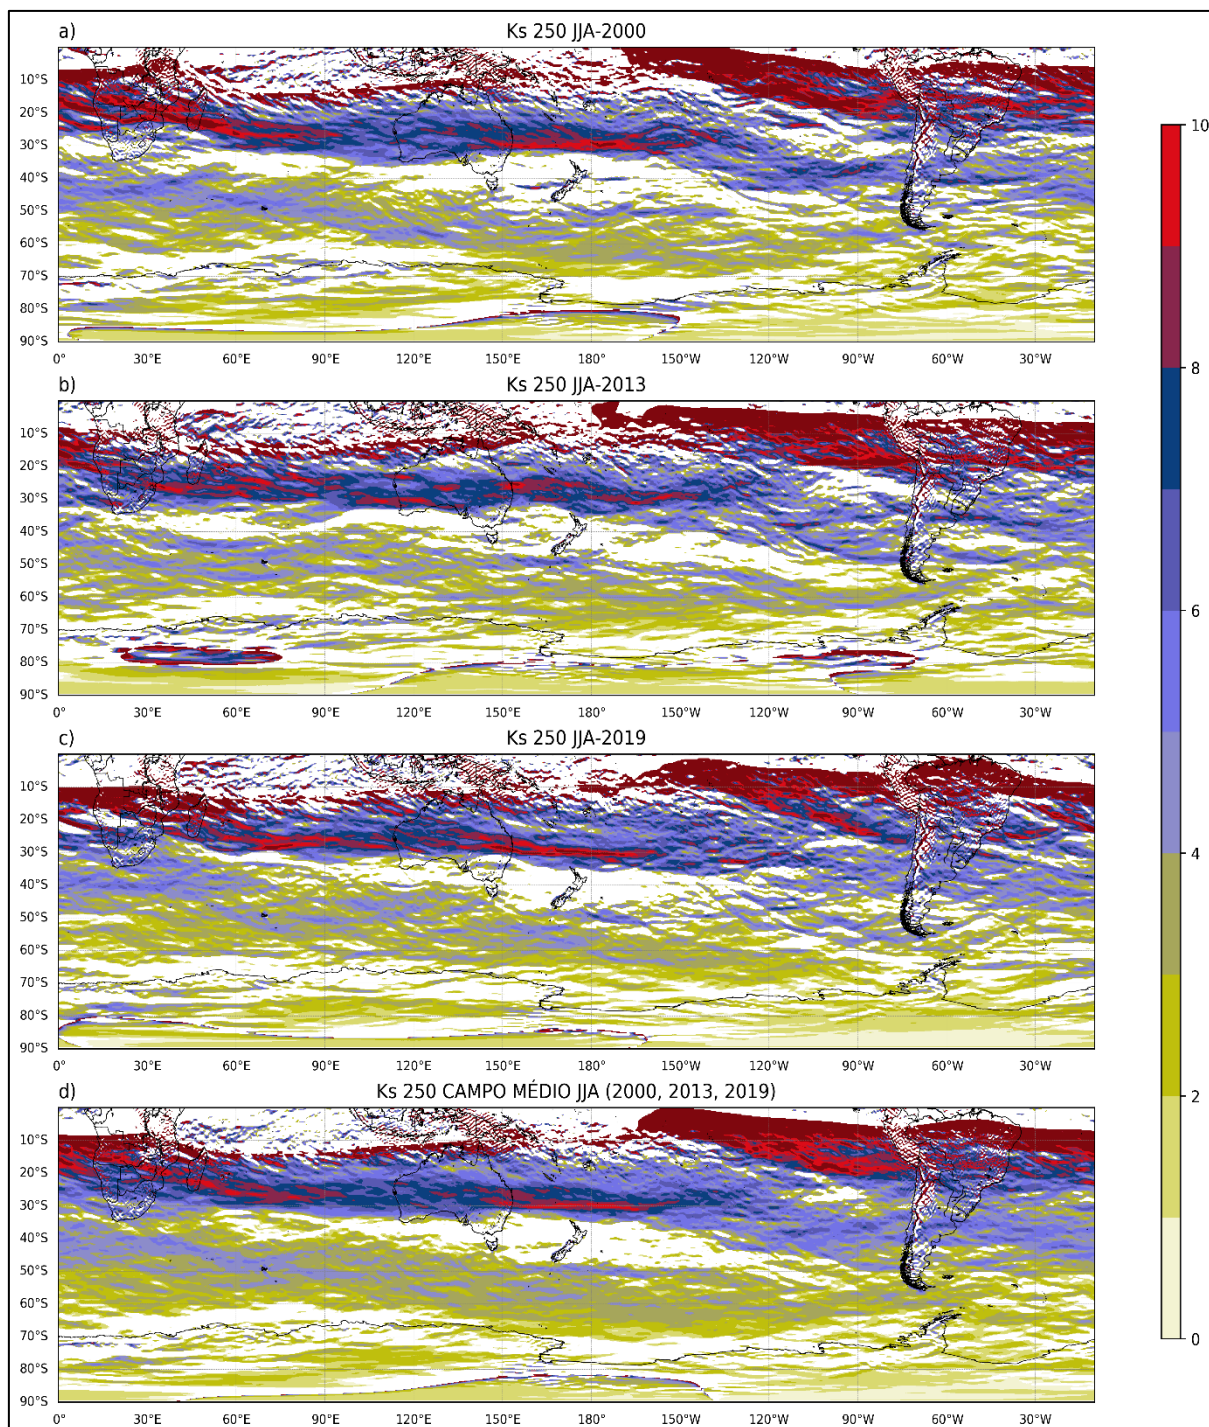 a)
Ks 250 JJA-2000
10°S
20°S
30°S
40°S
50°S
60°S
70°S
80°S
90°S
0° 30°E 60°E 90°E 120°E 150°E 180° 150°W 120°W 90°W 60°W 30°W
b)
Ks 250 JJA-2013
10°S
20°S
30°S
40°S
50°S
60°S
70°S
80°S
90°S
0° 30°E 60°E 90°E 120°E 150°E 180° 150°W 120°W 90°W 60°W 30°W
c)
Ks 250 JJA-2019
10°S
20°S
30°S
40°S
50°S
60°S
70°S
80°S
90°S
0° 30°E 60°E 90°E 120°E 150°E 180° 150°W 120°W 90°W 60°W 30°W
d)
Ks 250 CAMPO MÉDIO JJA (2000, 2013, 2019)
10°S
20°S
30°S
40°S
50°S
60°S
70°S
80°S
90°S
0° 30°E 60°E 90°E 120°E 150°E 180° 150°W 120°W 90°W 60°W 30°W
10
8
6
4
2
0